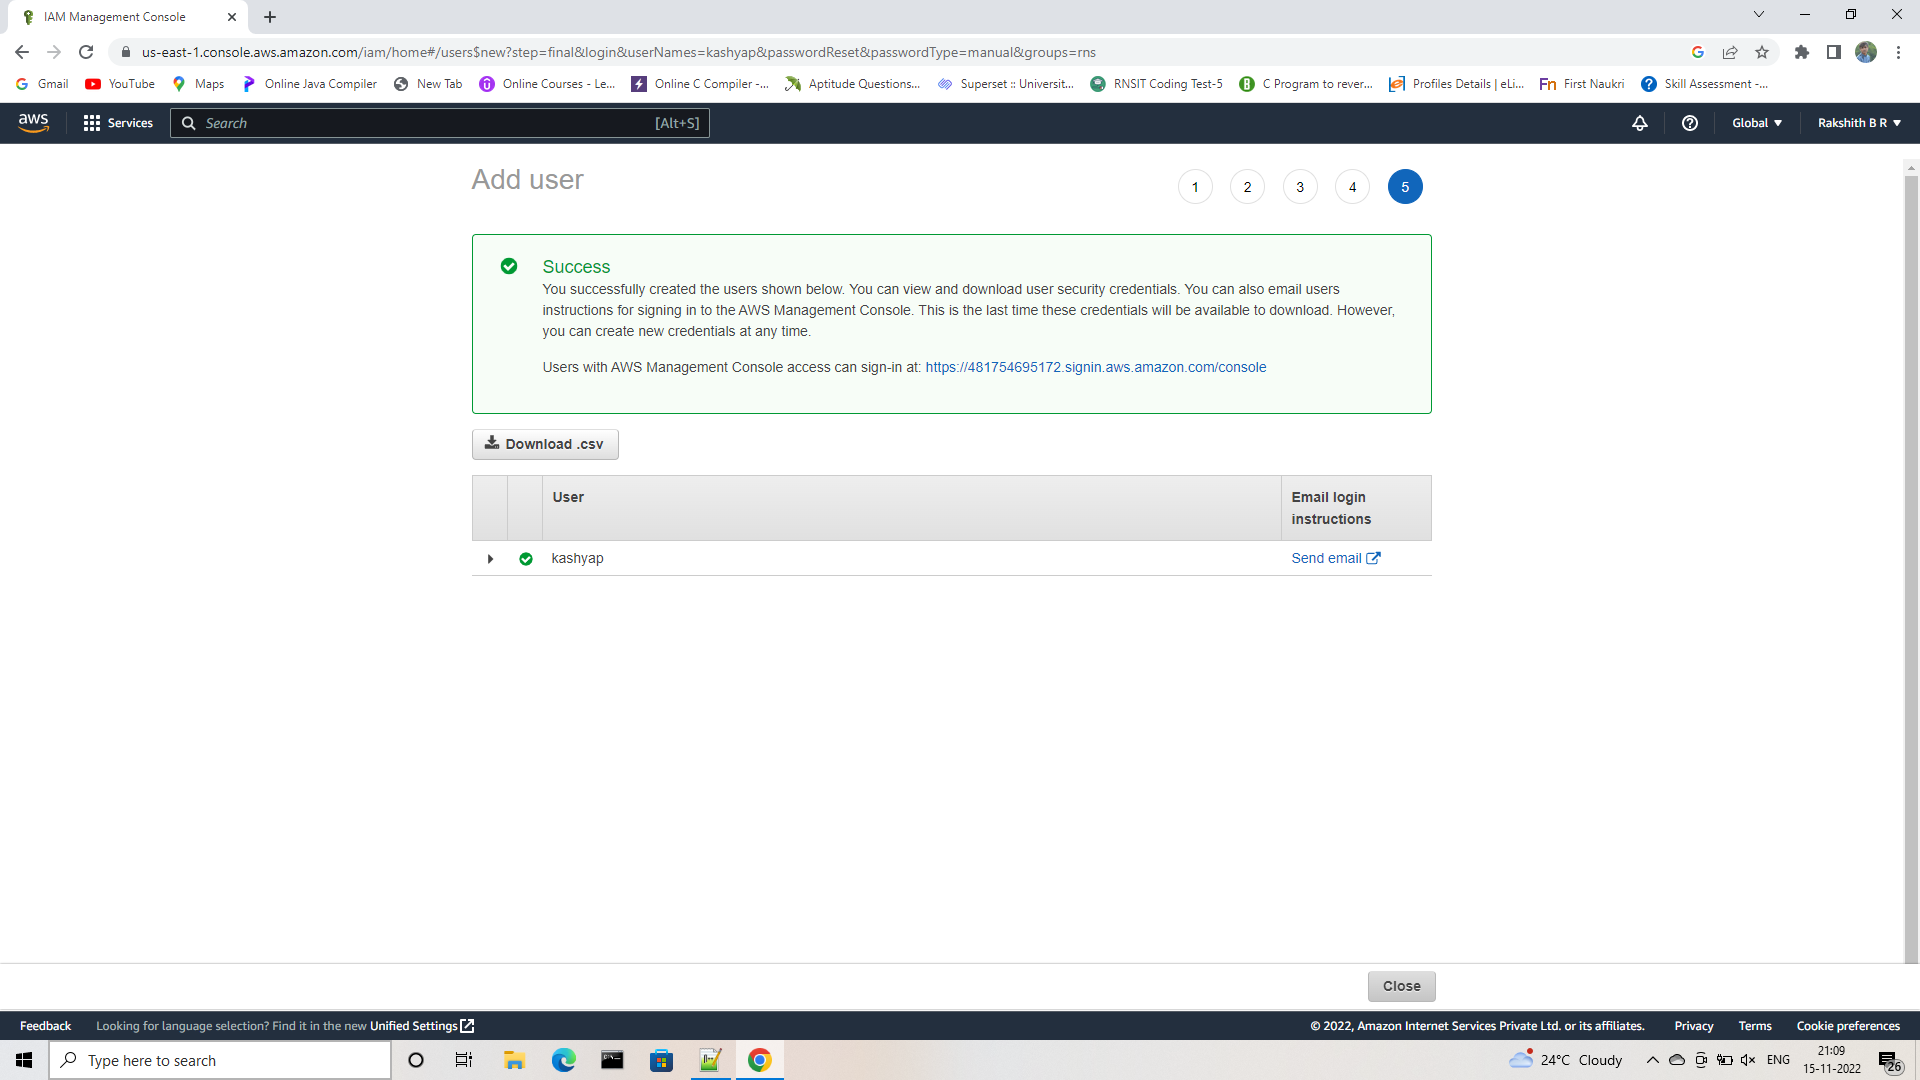 IAM Management Console
us-east-1.console.aws.amazon.com/iam/home#/users$new?step=final&login&userNames=kashyap&passwordReset&passwordType=manual&groups=rns
Gmail YouTube Maps Online Java Compiler New Tab Online Courses - Le... Online C Compiler -... Aptitude Questions... Superset :: Universit... RNSIT Coding Test-5 C Program to rever... Profiles Details | eLi... First Naukri Skill Assessment -...
aws Services Search [Alt+S] Global Rakshith B R
Add user 1 2 3 4 5
Success
You successfully created the users shown below. You can view and download user security credentials. You can also email users
instructions for signing in to the AWS Management Console. This is the last time these credentials will be available to download. However,
you can create new credentials at any time.
Users with AWS Management Console access can sign-in at: https://481754695172.signin.aws.amazon.com/console
Download .csv
User Email login
instructions
kashyap Send email
Close
Feedback Looking for language selection? Find it in the new Unified Settings © 2022, Amazon Internet Services Private Ltd. or its affiliates. Privacy Terms Cookie preferences
Type here to search 24°C Cloudy ENG 21:09
15-11-2022 26